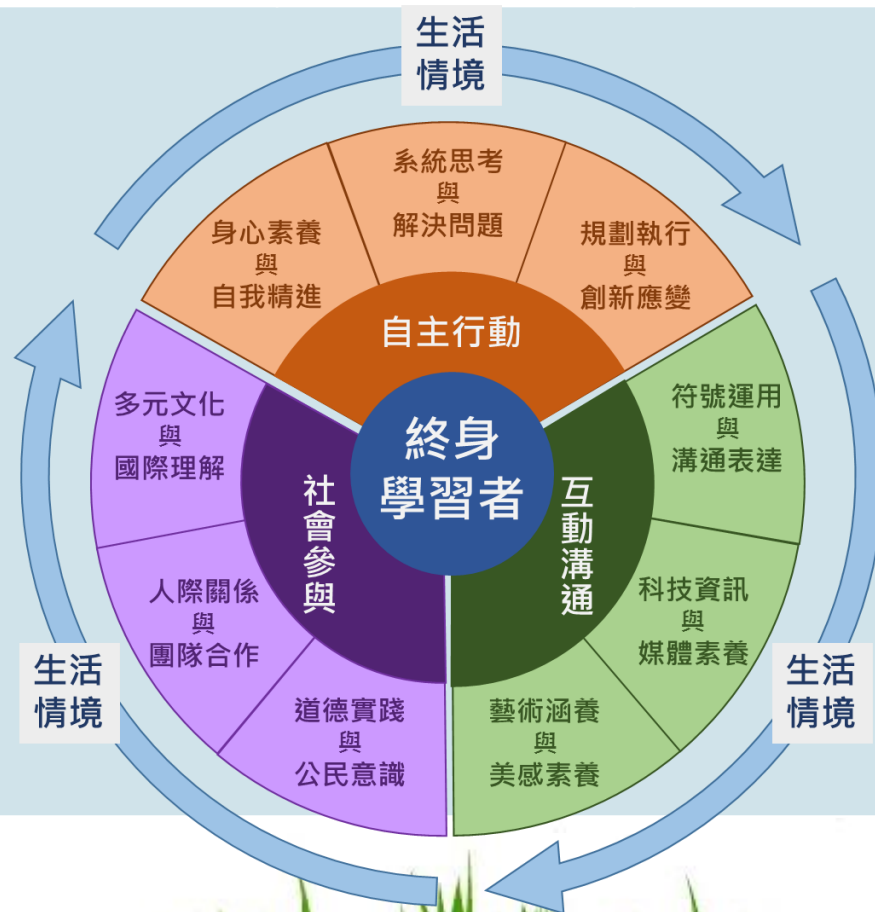 生活
情境
系統思考
與
解決問題
身心素養
與
自我精進
規劃執行
與
創新應變
自主行動
多元文化
與
國際理解
符號運用
與
溝通表達
終身
學習者
社會參與
互動溝通
人際關係
與
團隊合作
科技資訊
與
媒體素養
生活
情境
生活
情境
道德實踐
與
公民意識
藝術涵養
與
美感素養